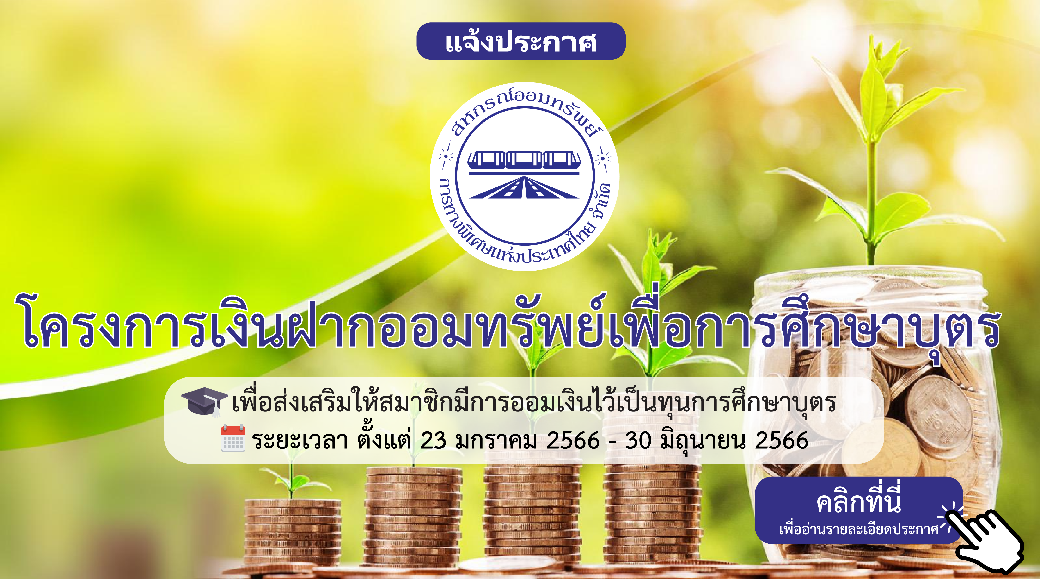 แจ้งประกาศ
สหกรณ์ออมทรัพย์
การทางพิเศษแห่งประเทศไทย จำกัด
โครงการเงินฝากออมทรัพย์เพื่อการศึกษาบุตร
เพื่อส่งเสริมให้สมาชิกมีการออมเงินไว้เป็นทุนการศึกษาบุตร
ระยะเวลา ตั้งแต่ 23 มกราคม 2566 - 30 มิถุนายน 2566
คลิกที่นี่
เพื่ออ่านรายละเอียดประกาศ